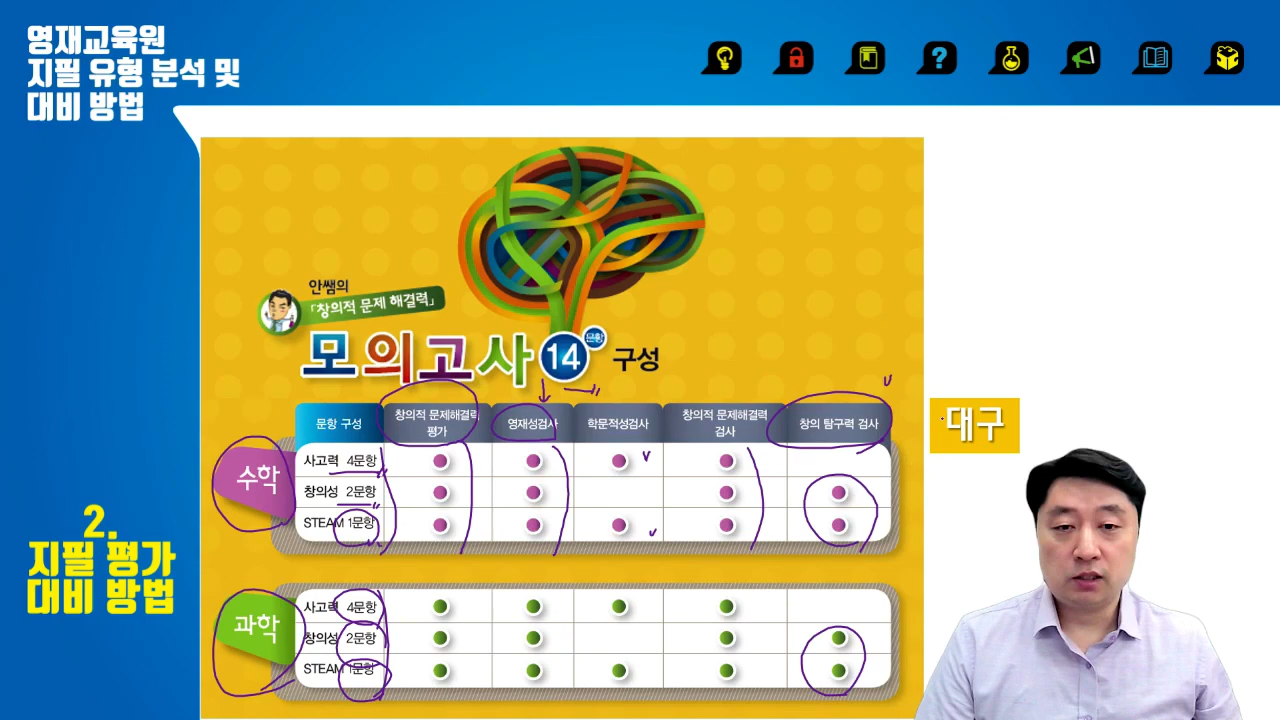 영재교육원
지필 유형 분석 및
대비 방법
안쌤의
「창의적 문제 해결력」
모의고사 14 문항 구성
문항 구성
창의적 문제해결력
평가
영재성검사
학문적성검사
창의적 문제해결력
검사
창의 탐구력 검사
수학
사고력 4문항
창의성 2문항
STEAM 1문항
과학
사고력 4문항
창의성 2문항
STEAM 1문항
대구
2.
지필 평가
대비 방법